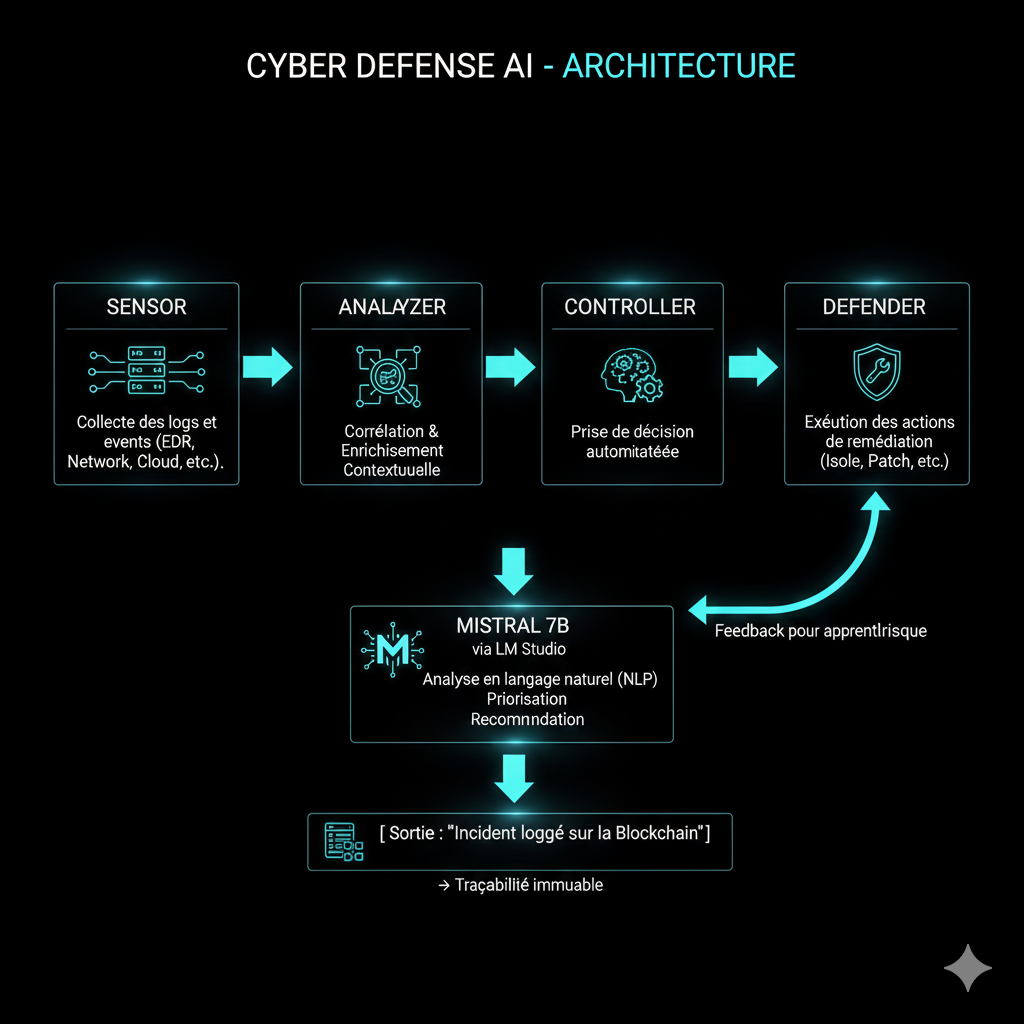 CYBER DEFENSE AI - ARCHITECTURE
SENSOR
Collecte des logs et
events (EDR,
Network, Cloud, etc.).
ANALAYZER
Corrélation &
Enrichisement
Contextuuelle
CONTROLLER
Prise de décision
automitatéée
DEFENDER
Exéution des actions
de remédiation
(Isole, Patch, etc.)
Feedback pour apprentlrisque
MISTRAL 7B
via LM Studio
Analyse en langage naturel (NLP)
Priorisation
Recomnndation
[ Sortie : "Incident loggé sur la Blockchain"]
→ Traçabilité immuable